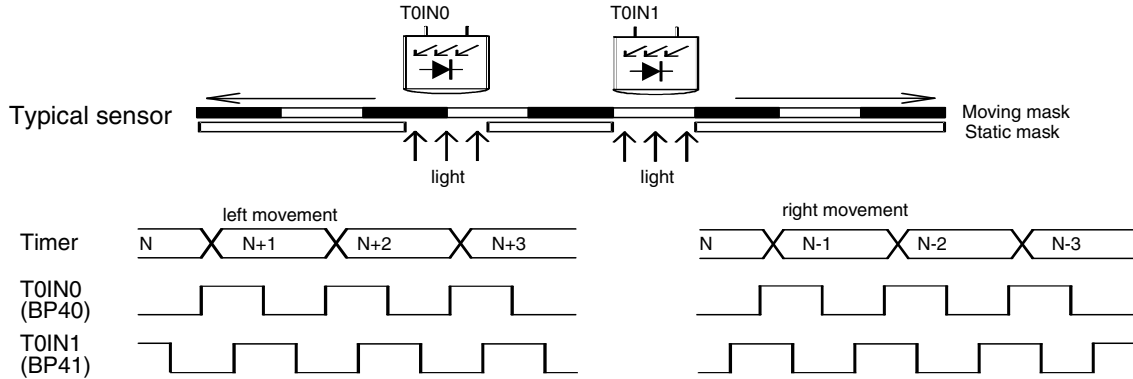 T0IN0 T0IN1
Typical sensor
Moving mask
Static mask
light light
left movement right movement
Timer N N+1 N+2 N+3 N N-1 N-2 N-3
T0IN0
(BP40)
T0IN1
(BP41)